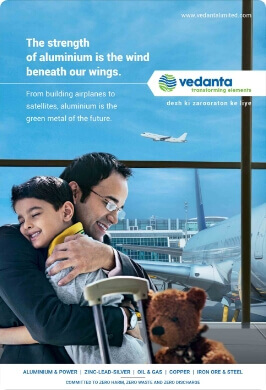 www.vedantalimited.com
The strength
of aluminium is the wind
beneath our wings.
vedanta
transforming elements
desh ki zarooraton ke liye
From building airplanes to
satellites, aluminium is the
green metal of the future.
ALUMINIUM & POWER | ZINC-LEAD-SILVER | OIL & GAS | COPPER | IRON ORE & STEEL
COMMITTED TO ZERO HARM, ZERO WASTE AND ZERO DISCHARGE